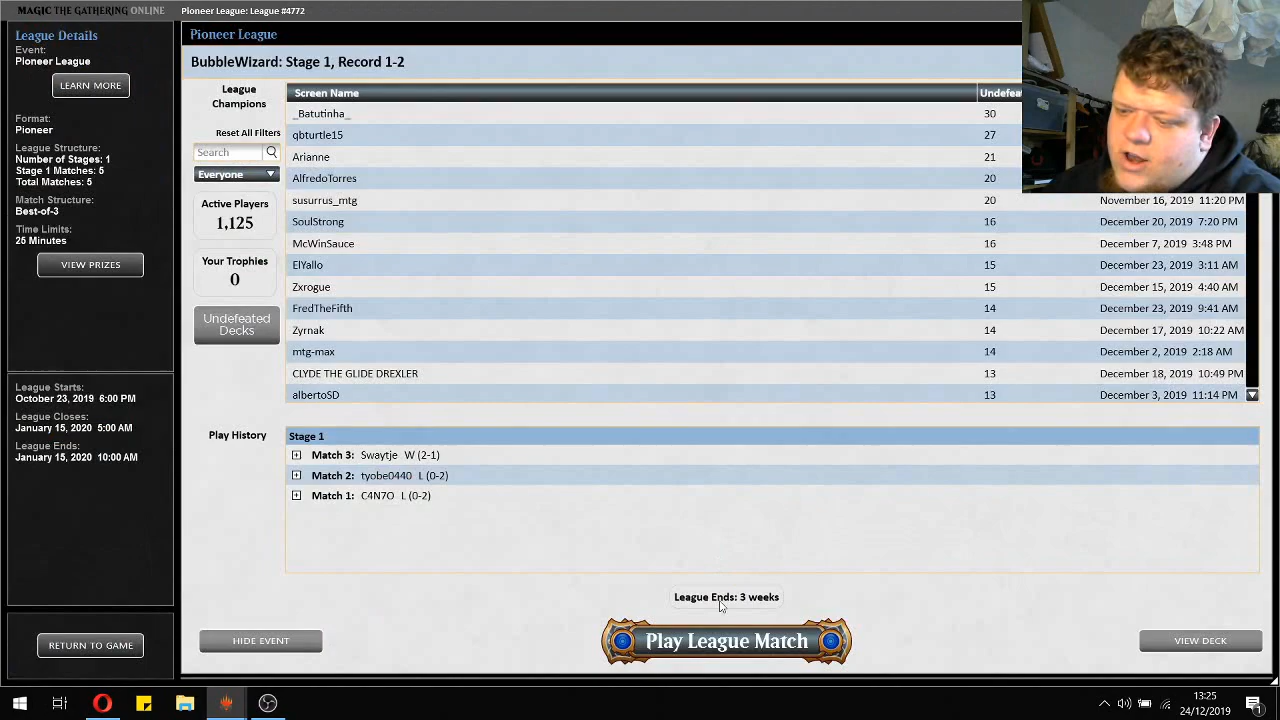 MAGIC THE GATHERING ONLINE
Pioneer League: League #4772
League Details
Event:
Pioneer League
LEARN MORE
Format:
Pioneer
League Structure:
Number of Stages: 1
Stage 1 Matches: 5
Total Matches: 5
Match Structure:
Best-of-3
Time Limits:
25 Minutes
VIEW PRIZES
League Starts:
October 23, 2019 6:00 PM
League Closes:
January 15, 2020 5:00 AM
League Ends:
January 15, 2020 10:00 AM
RETURN TO GAME
Pioneer League
BubbleWizard: Stage 1, Record 1-2
League
Champions
Reset All Filters
Search
Everyone
Active Players
1,125
Your Trophies
0
Undefeated
Decks
Screen Name Undefea
_Batutinha_ 30
qbturtle15 27
Arianne 21
AlfredoTorres 20
susurrus_mtg 20 November 16, 2019 11:20 PM
SoulStrong 16 December 20, 2019 7:20 PM
McWinSauce 16 December 7, 2019 3:48 PM
ElYallo 15 December 23, 2019 3:11 AM
Zxrogue 15 December 15, 2019 4:40 AM
FredTheFifth 14 December 23, 2019 9:41 AM
Zyrnak 14 December 17, 2019 10:22 AM
mtg-max 14 December 2, 2019 2:18 AM
CLYDE THE GLIDE DREXLER 13 December 18, 2019 10:49 PM
albertoSD 13 December 3, 2019 11:14 PM
Play History
Stage 1
Match 3: Swaytje W (2-1)
Match 2: tyobe0440 L (0-2)
Match 1: C4N7O L (0-2)
League Ends: 3 weeks
HIDE EVENT
Play League Match
VIEW DECK
13:25
24/12/2019
1